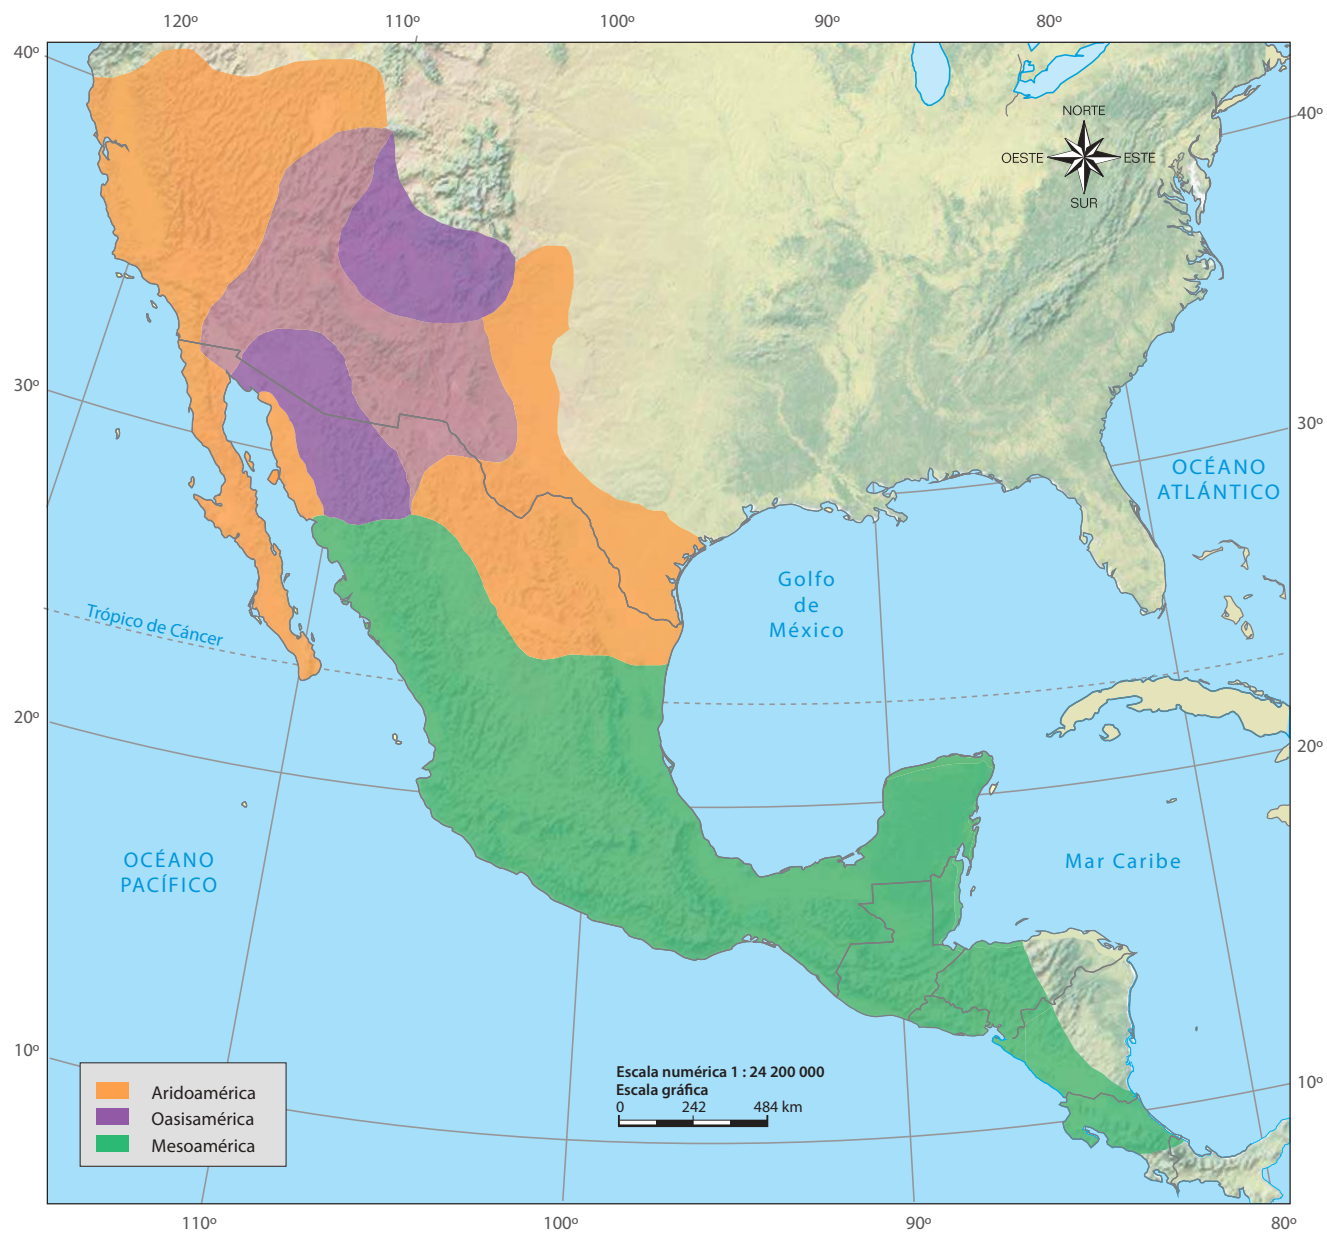 120º 110º 100º 90º 80º
40º
40º
NORTE
OESTE ESTE
SUR
30º
30º
OCÉANO
ATLÁNTICO
Golfo
de
México
Trópico de Cáncer
20º
20º
OCÉANO
PACÍFICO
Mar Caribe
10º
10º
Escala numérica 1 : 24 200 000
Escala gráfica
0 242 484 km
Aridoamérica
Oasisamérica
Mesoamérica
110º 100º 90º 80º